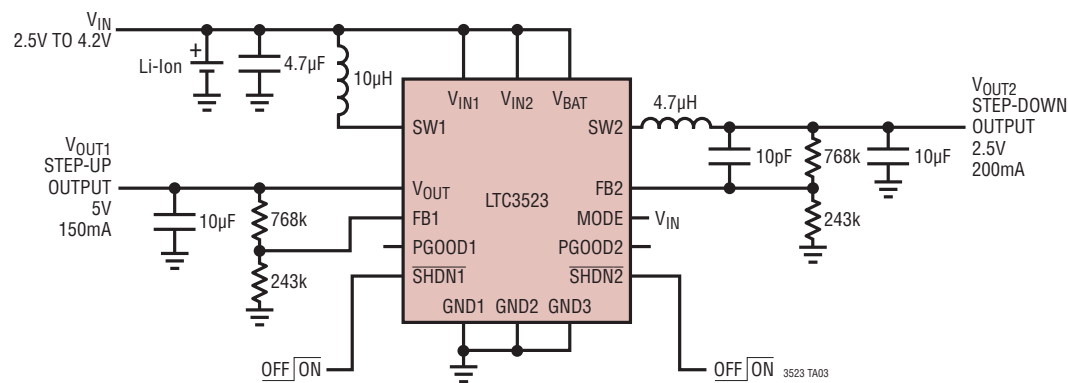 VIN
2.5V TO 4.2V
Li-Ion
+
4.7µF
10µH
VIN1 VIN2 VBAT
SW1
SW2
4.7µH
VOUT2
STEP-DOWN
OUTPUT
2.5V
200mA
10pF
768k
10µF
243k
VOUT1
STEP-UP
OUTPUT
5V
150mA
10µF
768k
243k
VOUT
FB1
PGOOD1
SHDN1
LTC3523
FB2
MODE
VIN
PGOOD2
SHDN2
GND1 GND2 GND3
OFF ON
OFF ON
3523 TA03